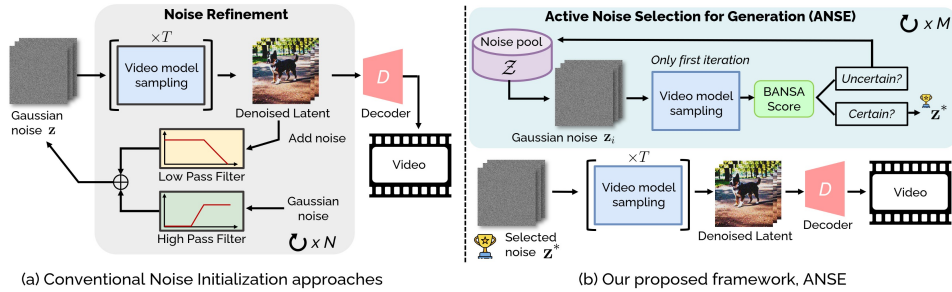 Noise Refinement
×T
Video model
sampling
Gaussian
noise z
Denoised Latent
D
Decoder
Add noise
Low Pass Filter
Gaussian
noise
High Pass Filter
x N
Video
(a) Conventional Noise Initialization approaches
Active Noise Selection for Generation (ANSE)
x M
Noise pool
𝒵
Only first iteration
Gaussian noise zᵢ
Video model
sampling
BANSA
Score
Uncertain?
Certain?
z*
×T
Video model
sampling
Selected
noise z*
Denoised Latent
D
Decoder
Video
(b) Our proposed framework, ANSE